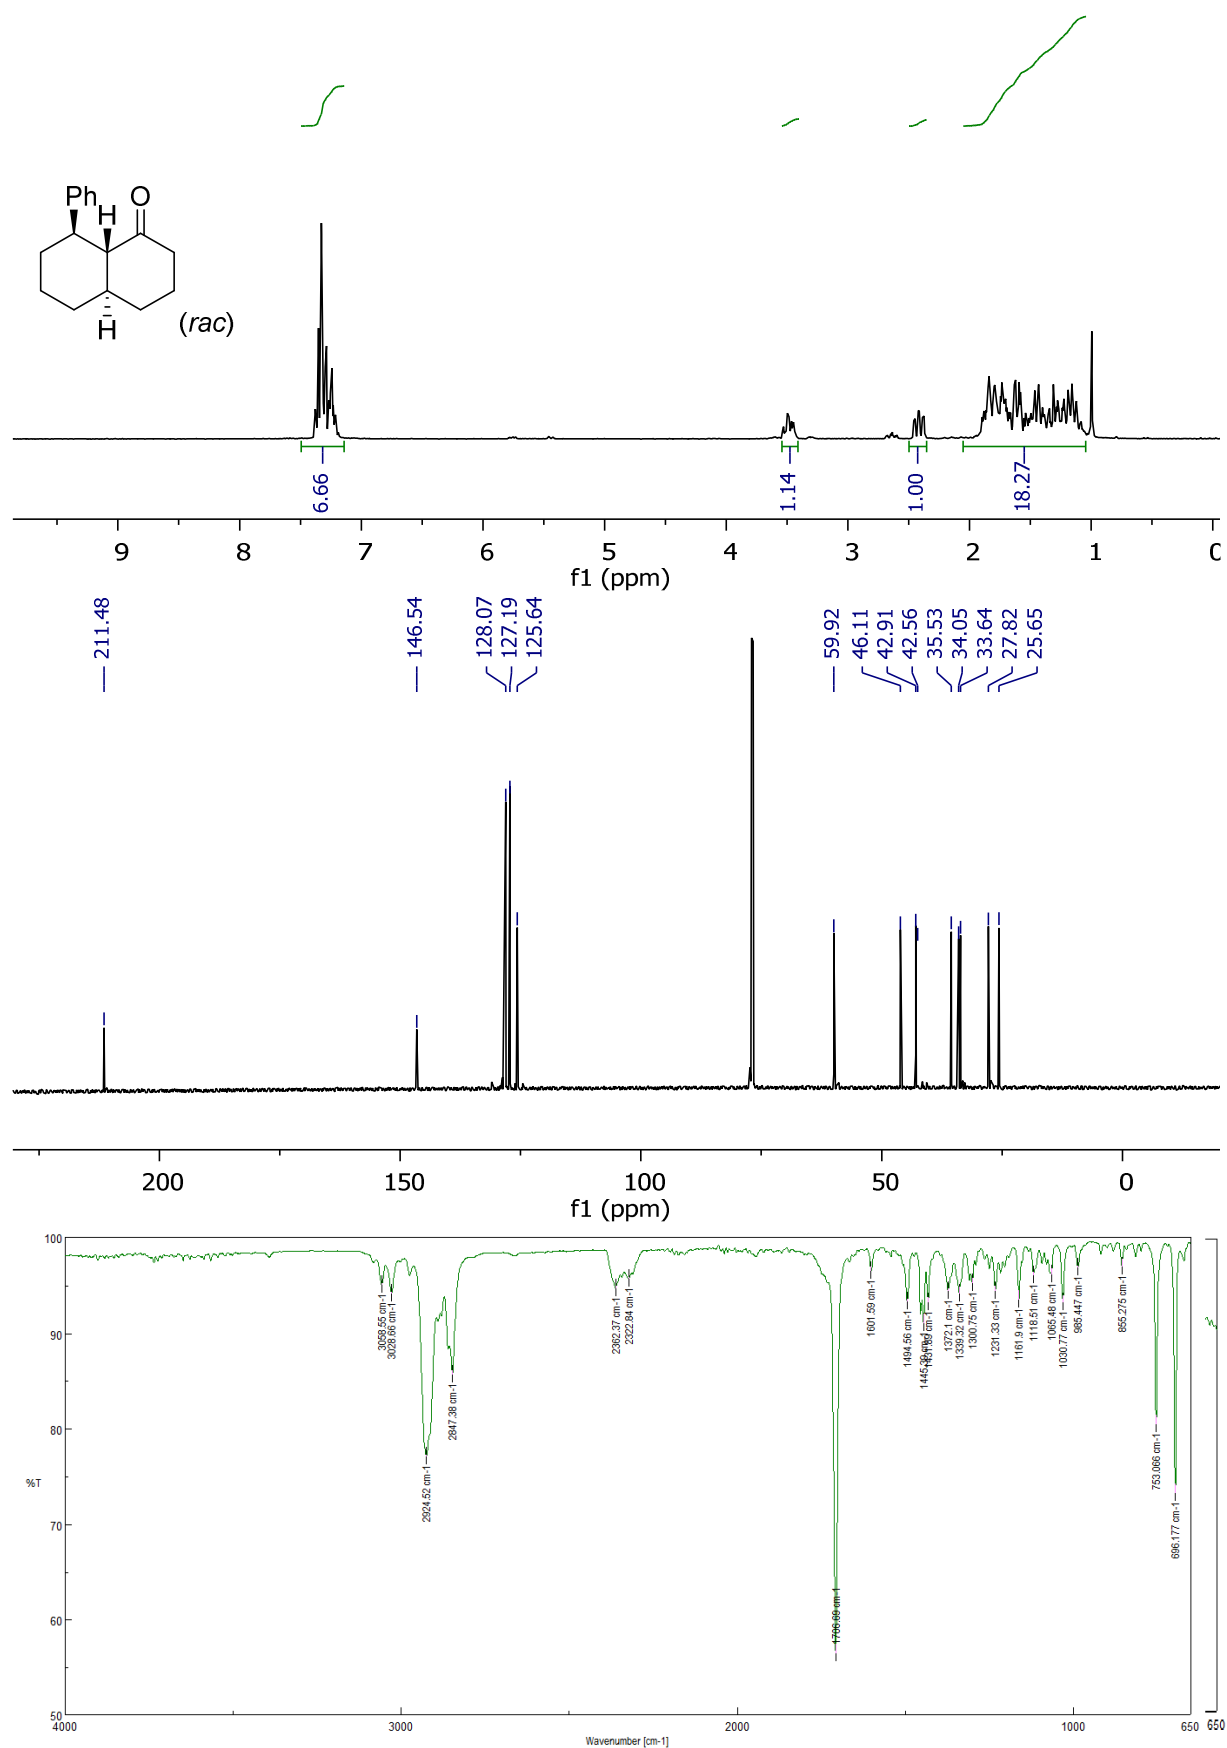 Ph
O
H
H
(rac)
6.66
1.14
1.00
18.27
9 8 7 6 5 4 3 2 1 0
f1 (ppm)
211.48
146.54
128.07
127.19
125.64
59.92
46.11
42.91
42.56
35.53
34.05
33.64
27.82
25.65
200 150 100 50 0
f1 (ppm)
100
90
80
70
60
50
%T
3058.55 cm-1
3028.66 cm-1
2924.52 cm-1
2847.38 cm-1
2362.37 cm-1
2322.84 cm-1
1706.69 cm-1
1601.59 cm-1
1494.56 cm-1
1445.39 cm-1
1431.89 cm-1
1372.1 cm-1
1339.32 cm-1
1300.75 cm-1
1231.33 cm-1
1161.9 cm-1
1118.51 cm-1
1065.48 cm-1
1030.77 cm-1
985.447 cm-1
855.275 cm-1
753.066 cm-1
696.177 cm-1
4000 3000 2000 1000 650 650
Wavenumber [cm-1]